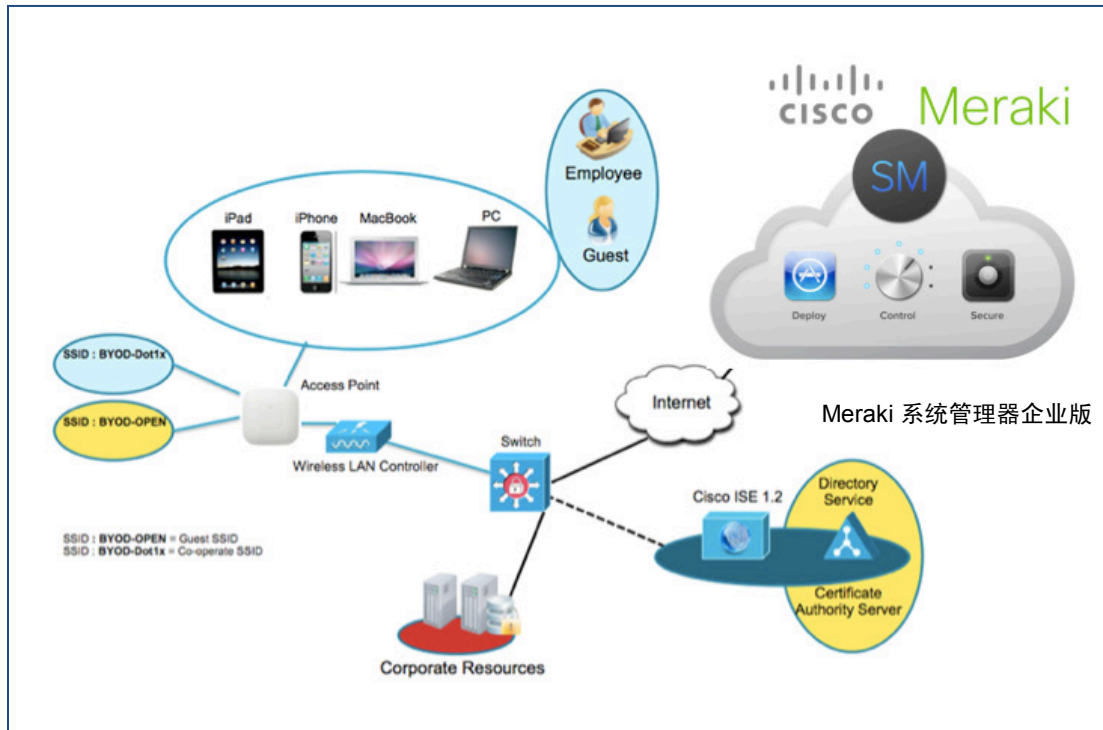 CISCO Meraki
SM
Deploy Control Secure
Meraki 系统管理器企业版
Employee
Guest
iPad iPhone MacBook PC
SSID : BYOD-Dot1x
SSID : BYOD-OPEN
Access Point
Wireless LAN Controller
Switch
Internet
Cisco ISE 1.2
Directory
Service
Certificate
Authority Server
SSID : BYOD-OPEN = Guest SSID
SSID : BYOD-Dot1x = Co-operate SSID
Corporate Resources